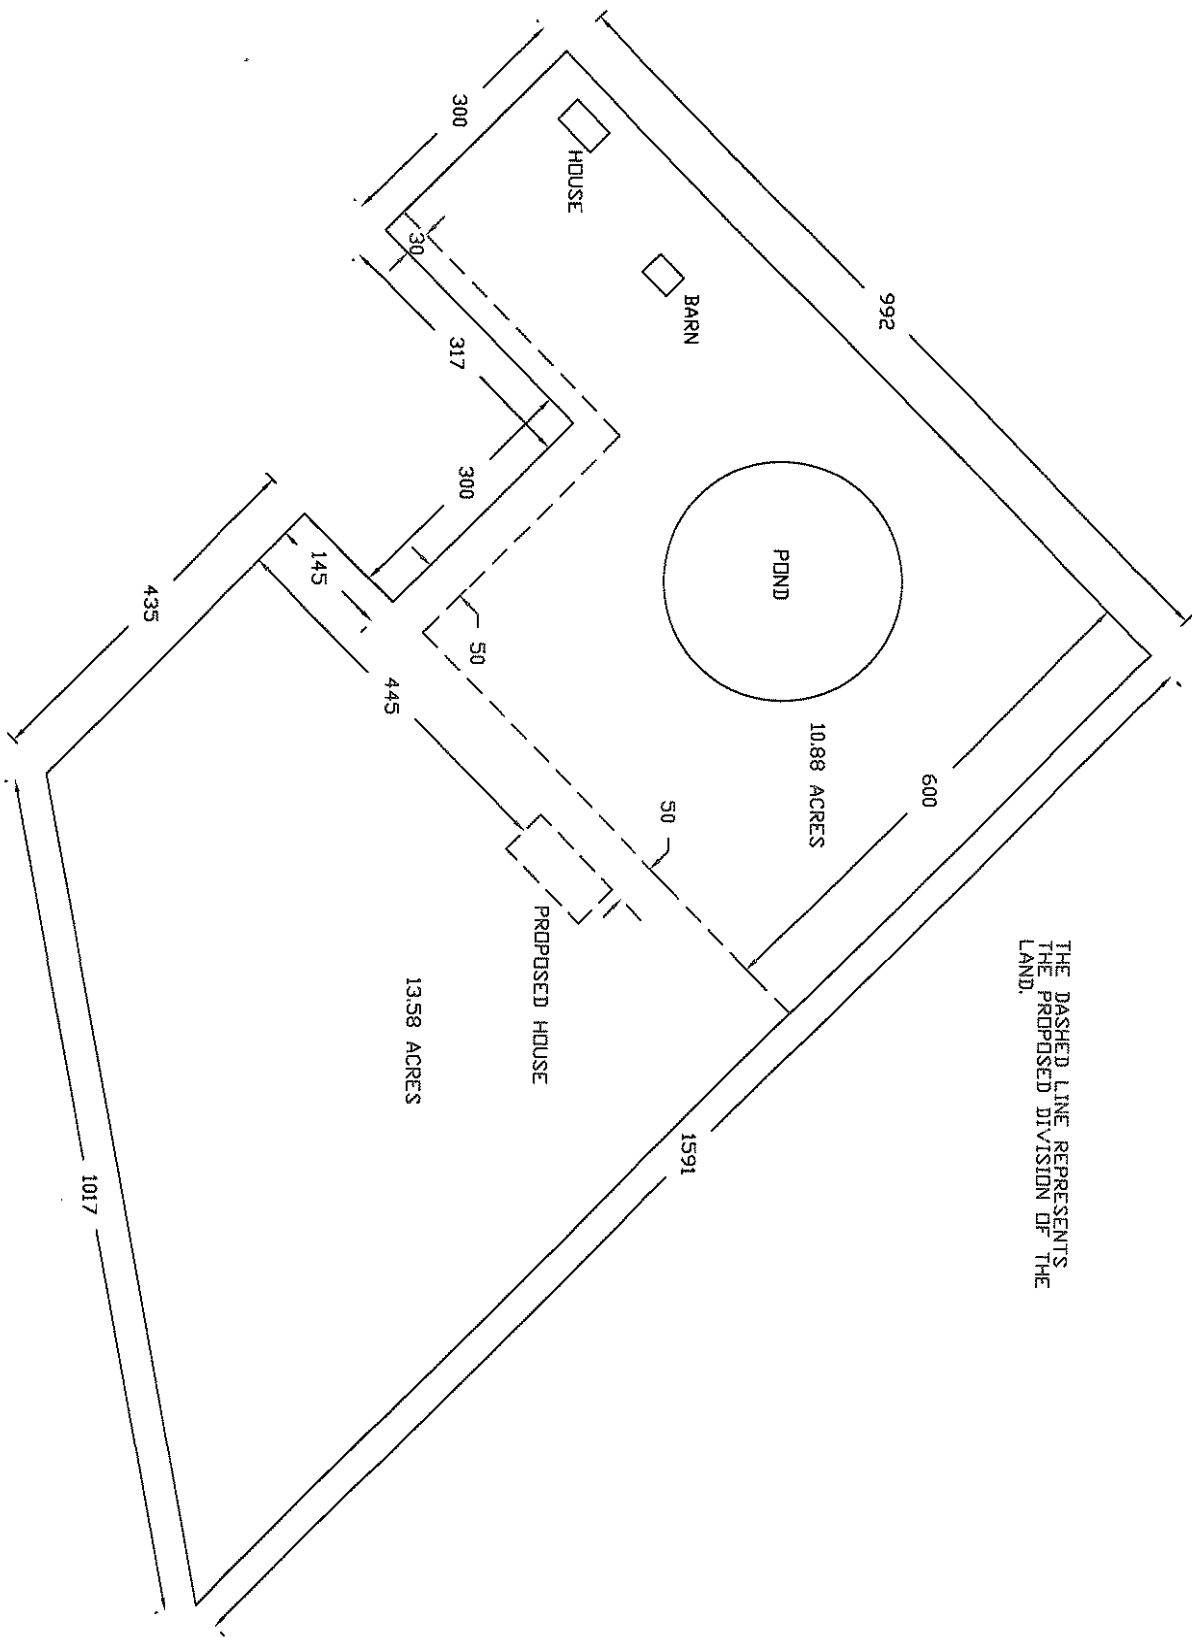 THE DASHED LINE REPRESENTS
THE PROPOSED DIVISION OF THE
LAND.
992
300
HOUSE
BARN
30
317
300
POND
10.88 ACRES
600
50
50
145
445
435
PROPOSED HOUSE
13.58 ACRES
1591
1017